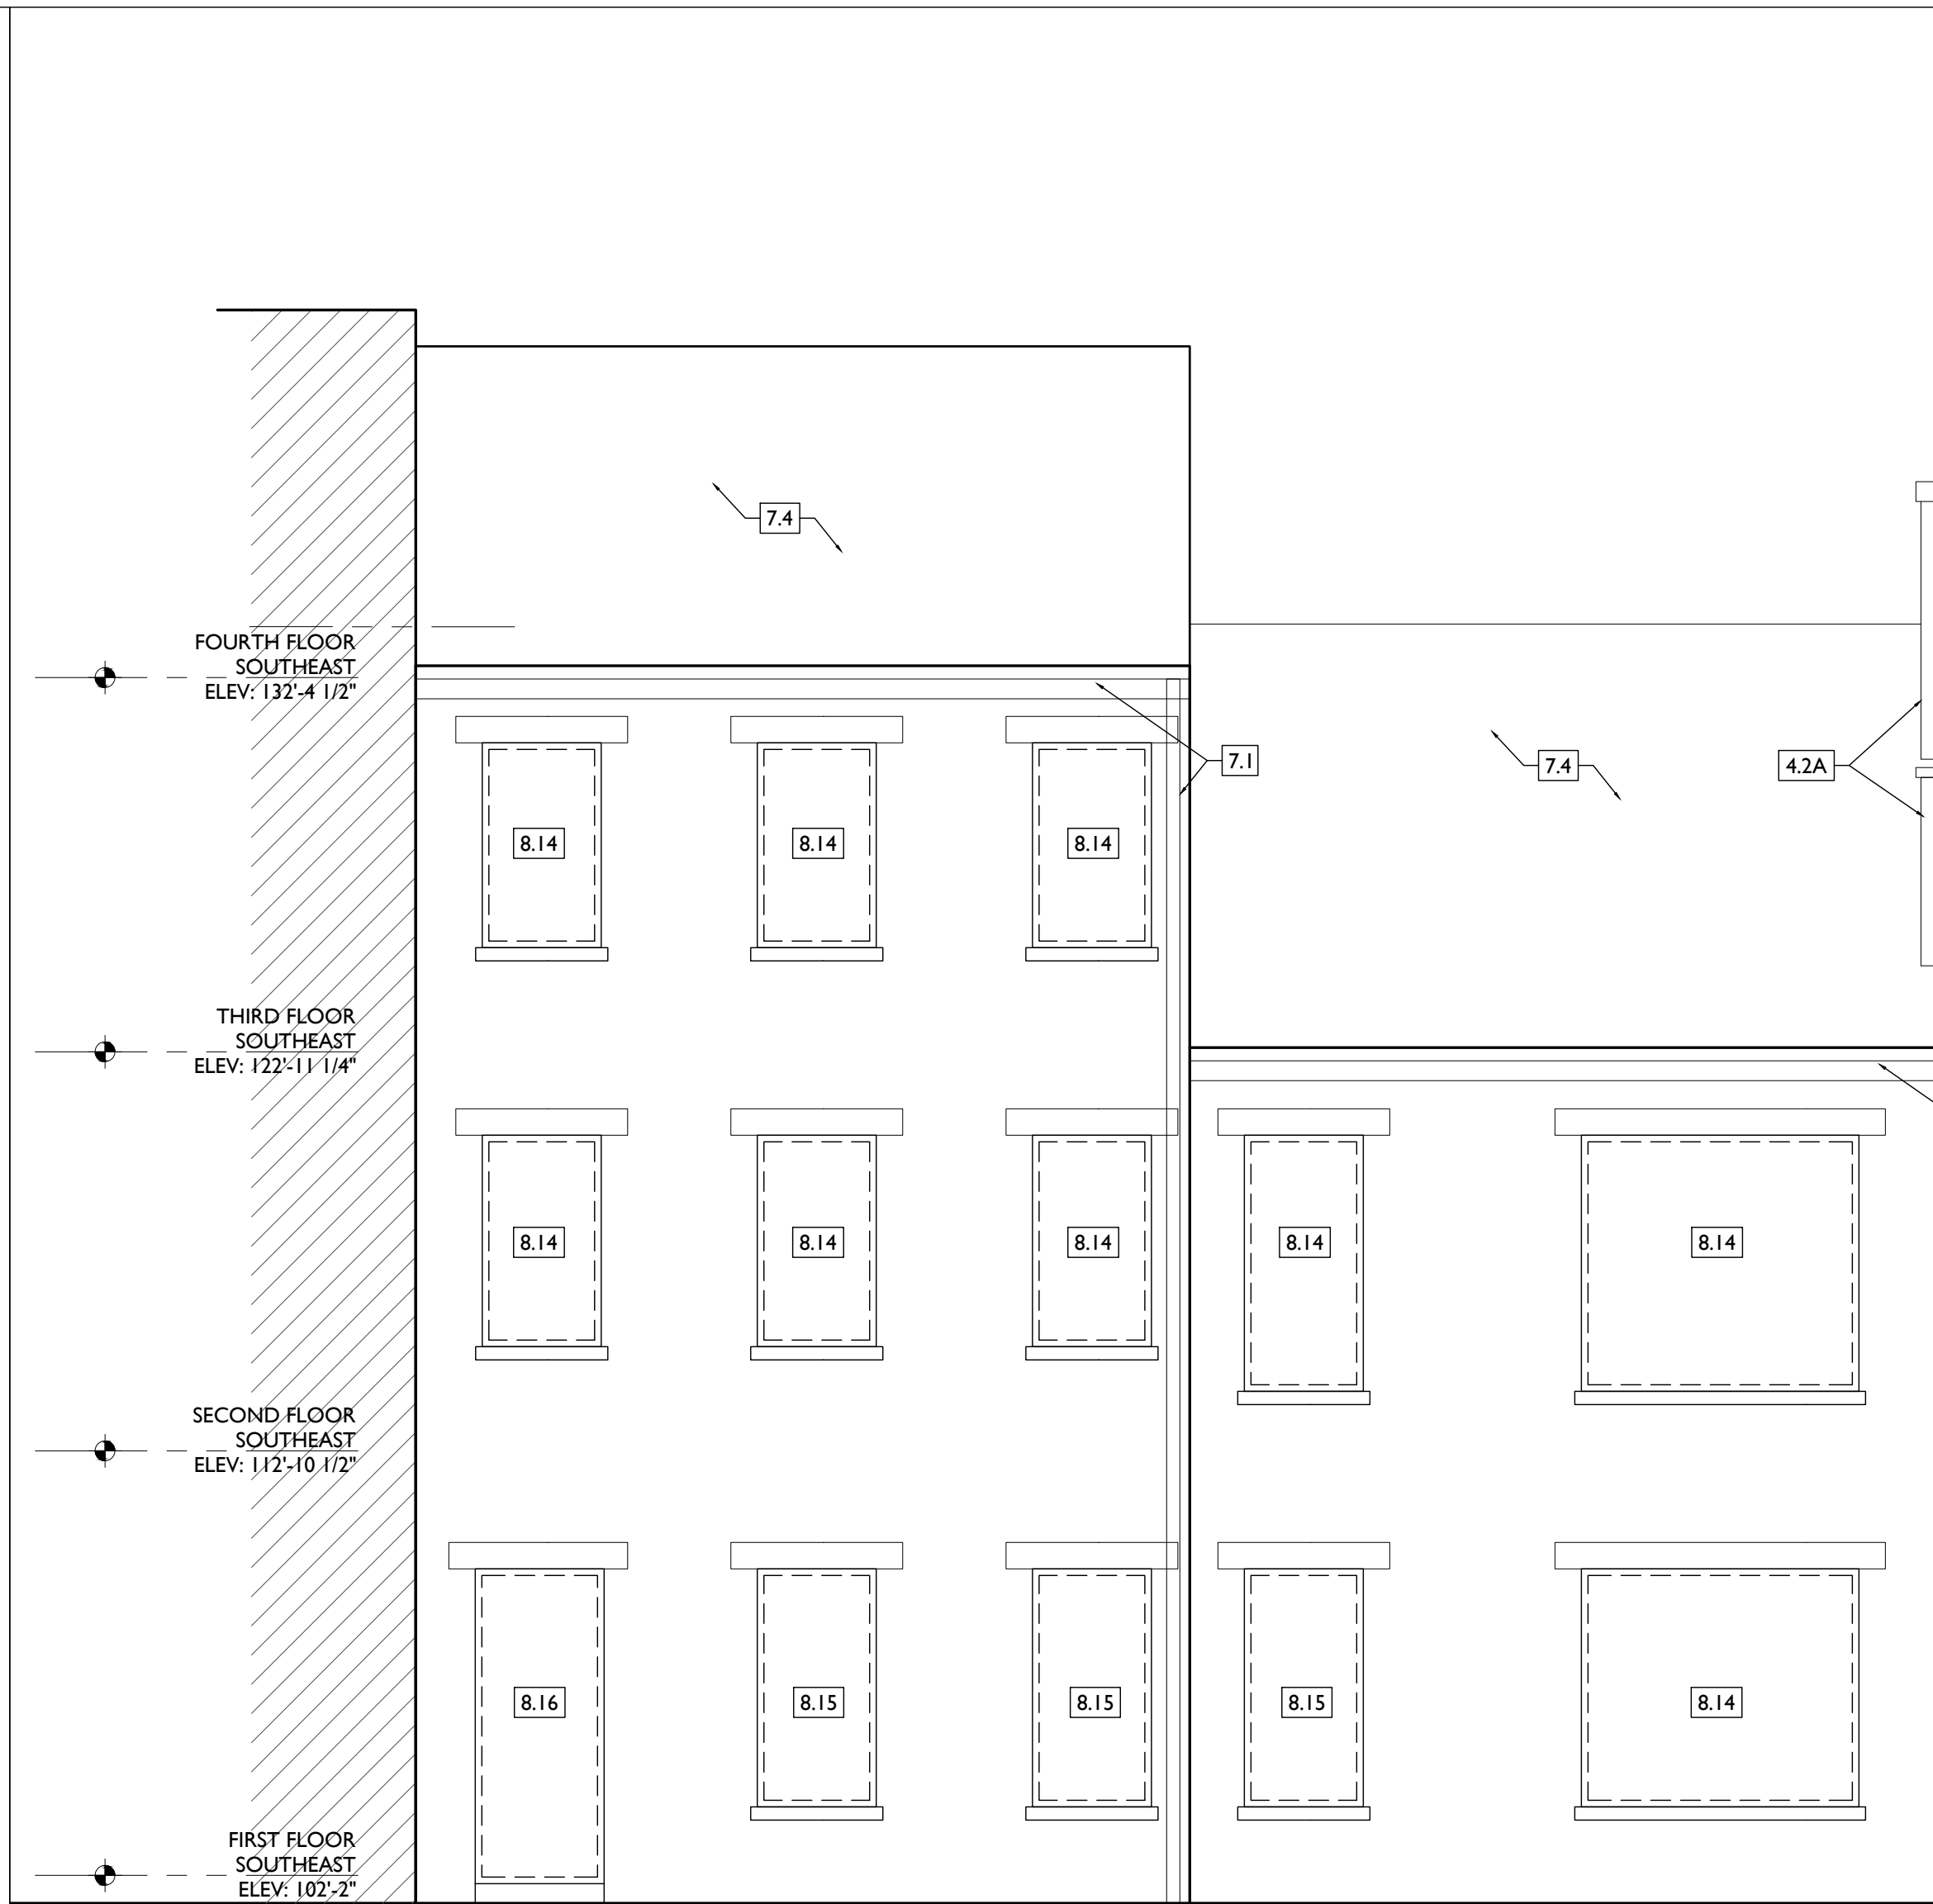 7.4
FOURTH FLOOR
SOUTHEAST
ELEV: 132'-4 1/2"
7.1
7.4
4.2A
8.14
8.14
8.14
THIRD FLOOR
SOUTHEAST
ELEV: 122'-11 1/4"
8.14
8.14
8.14
8.14
8.14
SECOND FLOOR
SOUTHEAST
ELEV: 112'-10 1/2"
8.16
8.15
8.15
8.15
8.14
FIRST FLOOR
SOUTHEAST
ELEV: 102'-2"